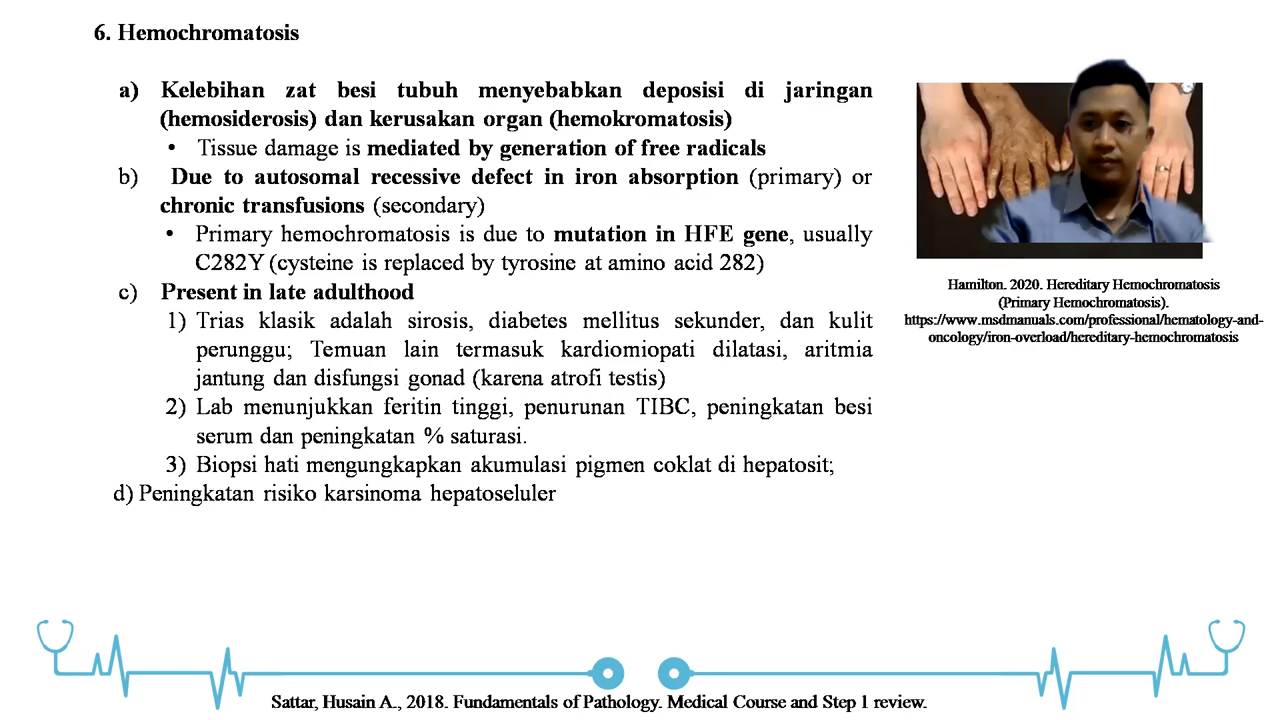 6. Hemochromatosis
a) Kelebihan zat besi tubuh menyebabkan deposisi di jaringan
(hemosiderosis) dan kerusakan organ (hemokromatosis)
• Tissue damage is mediated by generation of free radicals
b) Due to autosomal recessive defect in iron absorption (primary) or
chronic transfusions (secondary)
• Primary hemochromatosis is due to mutation in HFE gene, usually
C282Y (cysteine is replaced by tyrosine at amino acid 282)
c) Present in late adulthood
1) Trias klasik adalah sirosis, diabetes mellitus sekunder, dan kulit
perunggu; Temuan lain termasuk kardiomiopati dilatasi, aritmia
jantung dan disfungsi gonad (karena atrofi testis)
2) Lab menunjukkan feritin tinggi, penurunan TIBC, peningkatan besi
serum dan peningkatan % saturasi.
3) Biopsi hati mengungkapkan akumulasi pigmen coklat di hepatosit;
d) Peningkatan risiko karsinoma hepatoseluler
Hamilton. 2020. Hereditary Hemochromatosis
(Primary Hemochromatosis).
https://www.msdmanuals.com/professional/hematology-and-
oncology/iron-overload/hereditary-hemochromatosis
Sattar, Husain A., 2018. Fundamentals of Pathology. Medical Course and Step 1 review.